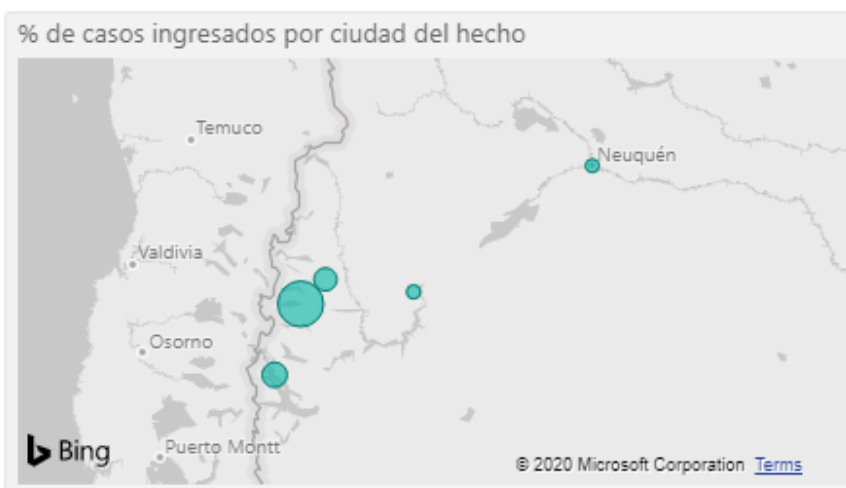 % de casos ingresados por ciudad del hecho
Temuco
Neuquén
Valdivia
Osorno
Puerto Montt
Bing
© 2020 Microsoft Corporation Terms